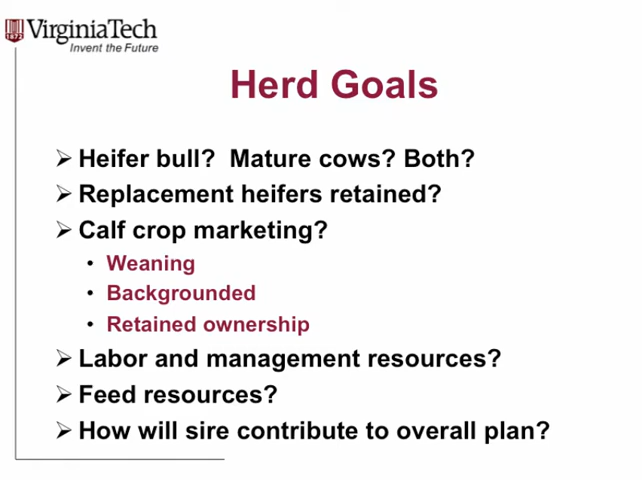 VirginiaTech
Invent the Future
Herd Goals
Heifer bull? Mature cows? Both?
Replacement heifers retained?
Calf crop marketing?
• Weaning
• Backgrounded
• Retained ownership
Labor and management resources?
Feed resources?
How will sire contribute to overall plan?